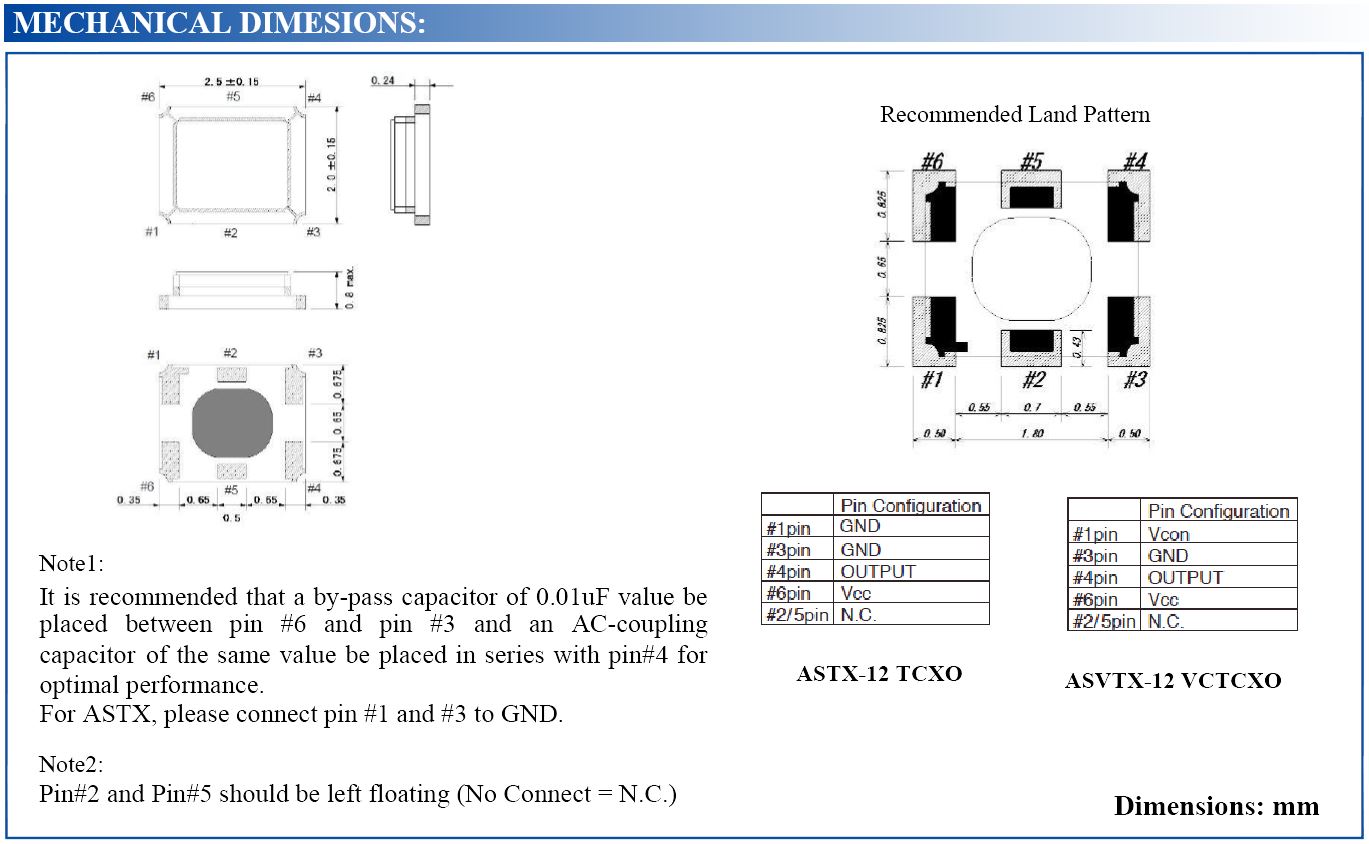 MECHANICAL DIMESIONS:
2.5 ±0.15
#6
#5
#4
2.0 ±0.15
#1
#2
#3
0.24
0.8 max.
#1
#2
#3
0.675
0.65
0.675
#6
#5
#4
0.35
0.65
0.65
0.35
0.5
Recommended Land Pattern
#6
#5
#4
0.825
0.65
0.825
0.43
#1
#2
#3
0.55
0.7
0.55
0.50
1.80
0.50
Pin Configuration
#1pin GND
#3pin GND
#4pin OUTPUT
#6pin Vcc
#2/5pin N.C.
ASTX-12 TCXO
Pin Configuration
#1pin Vcon
#3pin GND
#4pin OUTPUT
#6pin Vcc
#2/5pin N.C.
ASVTX-12 VCTCXO
Note1:
It is recommended that a by-pass capacitor of 0.01uF value be
placed between pin #6 and pin #3 and an AC-coupling
capacitor of the same value be placed in series with pin#4 for
optimal performance.
For ASTX, please connect pin #1 and #3 to GND.
Note2:
Pin#2 and Pin#5 should be left floating (No Connect = N.C.)
Dimensions: mm